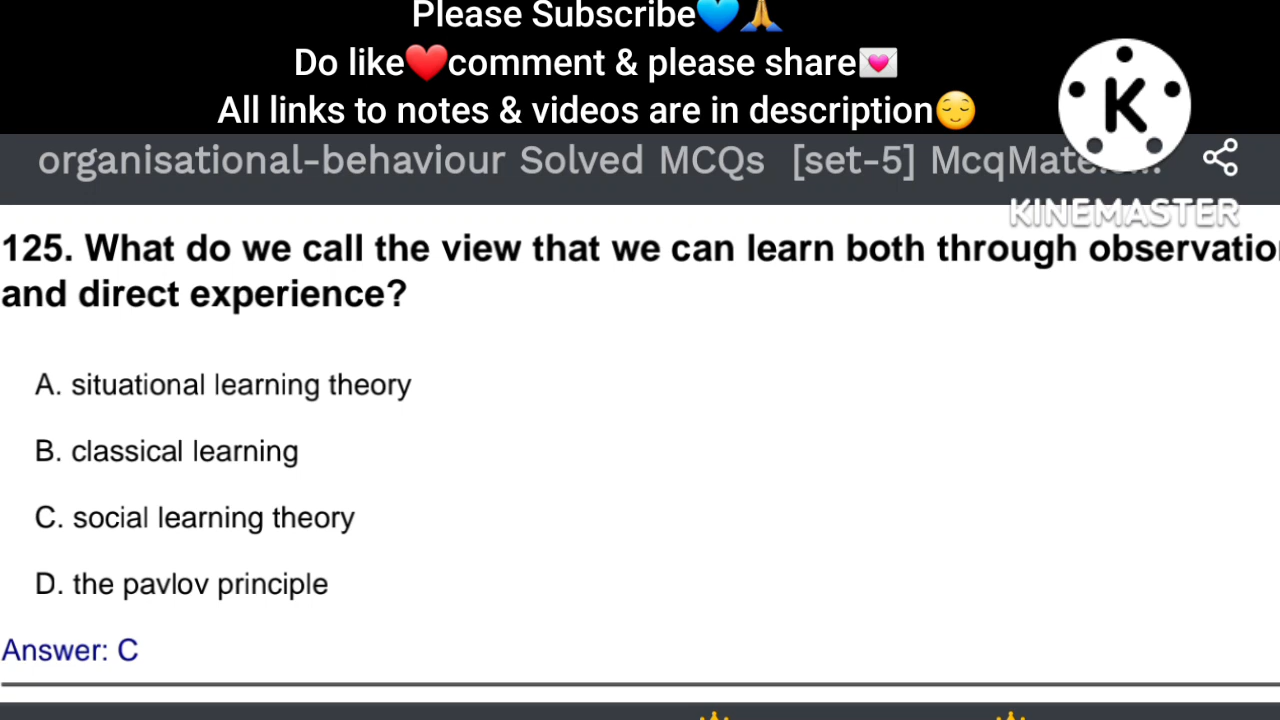 Please Subscribe💙🙏
Do like❤️comment & please share💌
All links to notes & videos are in description😌
K
organisational-behaviour Solved MCQs [set-5] McqMate
KINEMASTER
125. What do we call the view that we can learn both through observatio
and direct experience?
A. situational learning theory
B. classical learning
C. social learning theory
D. the pavlov principle
Answer: C